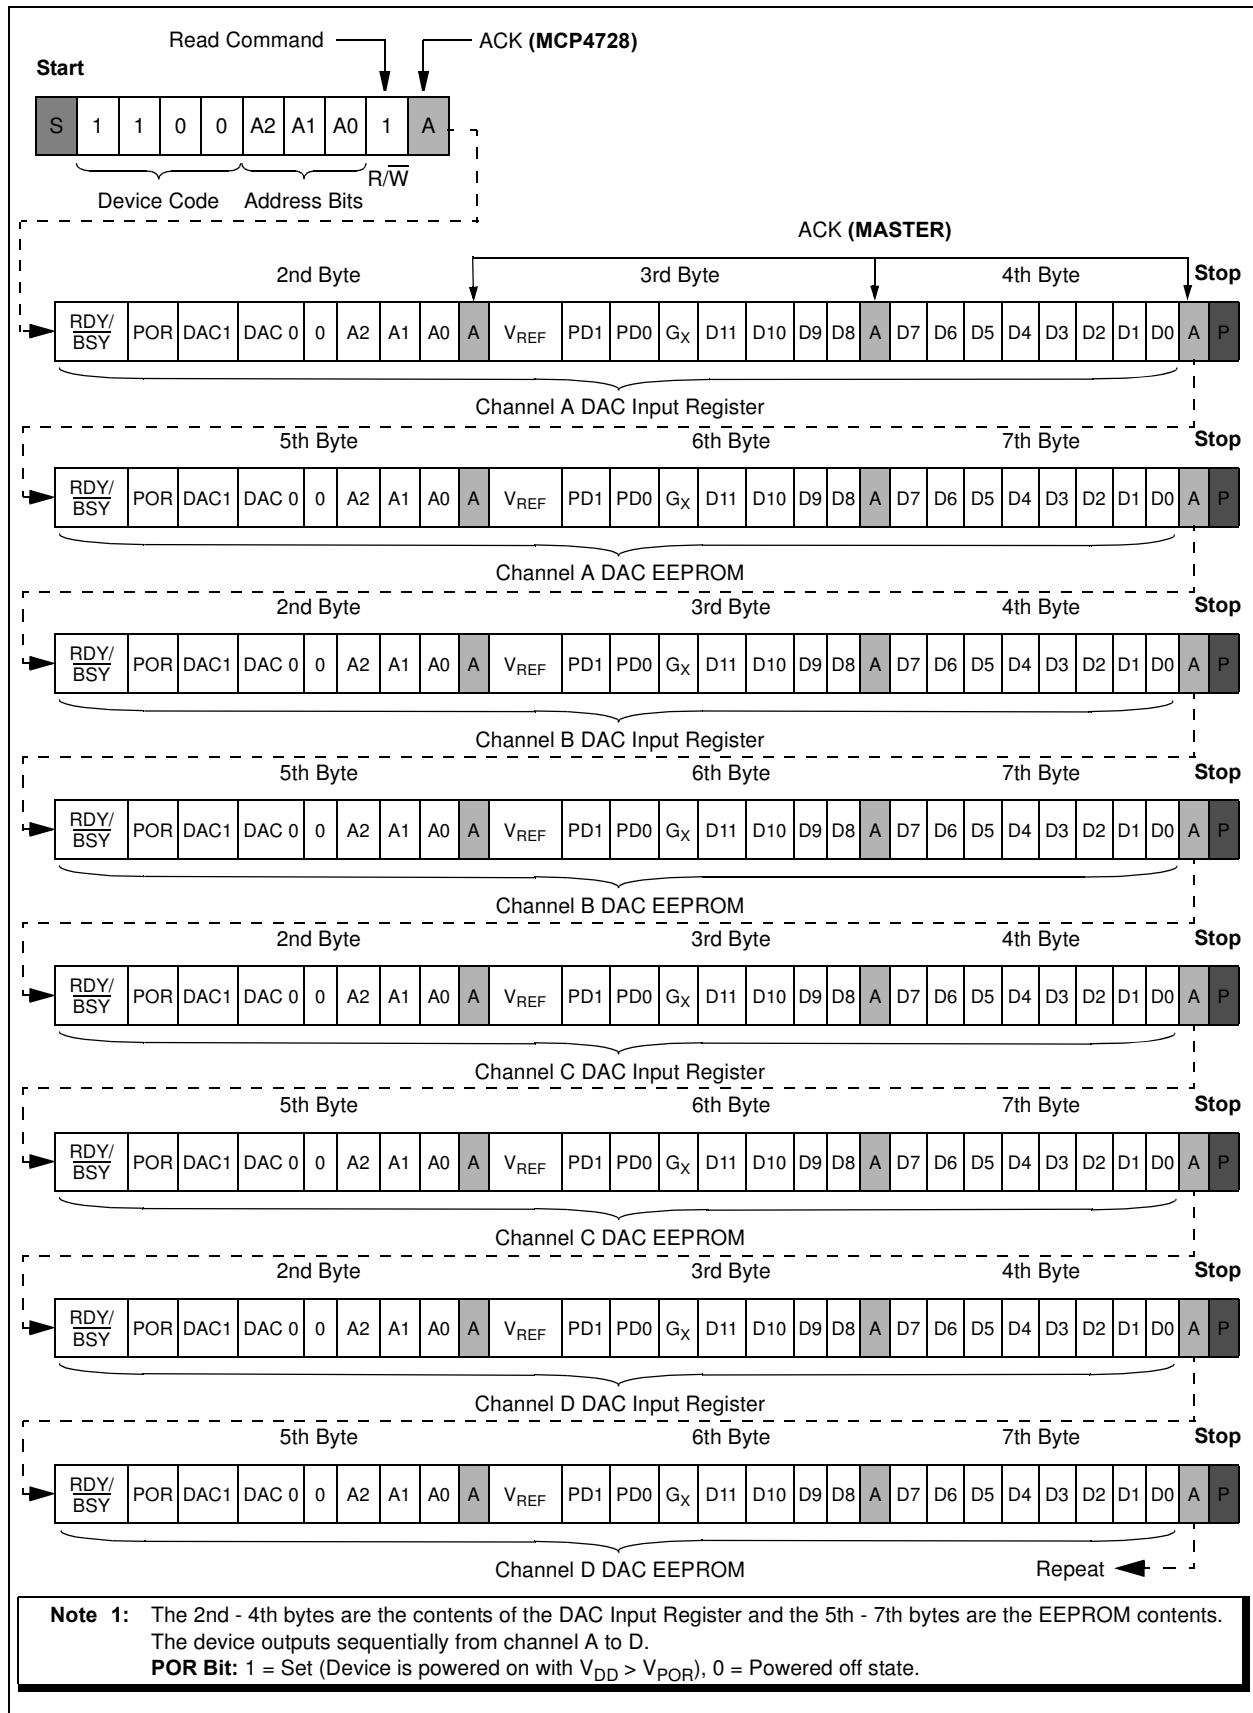 Read Command
ACK (MCP4728)
Start
S 1 1 0 0 A2 A1 A0 1 A
R/W
Device Code Address Bits
ACK (MASTER)
2nd Byte 3rd Byte 4th Byte Stop
RDY/BSY POR DAC1 DAC 0 0 A2 A1 A0 A VREF PD1 PD0 GX D11 D10 D9 D8 A D7 D6 D5 D4 D3 D2 D1 D0 A P
Channel A DAC Input Register
5th Byte 6th Byte 7th Byte Stop
RDY/BSY POR DAC1 DAC 0 0 A2 A1 A0 A VREF PD1 PD0 GX D11 D10 D9 D8 A D7 D6 D5 D4 D3 D2 D1 D0 A P
Channel A DAC EEPROM
2nd Byte 3rd Byte 4th Byte Stop
RDY/BSY POR DAC1 DAC 0 0 A2 A1 A0 A VREF PD1 PD0 GX D11 D10 D9 D8 A D7 D6 D5 D4 D3 D2 D1 D0 A P
Channel B DAC Input Register
5th Byte 6th Byte 7th Byte Stop
RDY/BSY POR DAC1 DAC 0 0 A2 A1 A0 A VREF PD1 PD0 GX D11 D10 D9 D8 A D7 D6 D5 D4 D3 D2 D1 D0 A P
Channel B DAC EEPROM
2nd Byte 3rd Byte 4th Byte Stop
RDY/BSY POR DAC1 DAC 0 0 A2 A1 A0 A VREF PD1 PD0 GX D11 D10 D9 D8 A D7 D6 D5 D4 D3 D2 D1 D0 A P
Channel C DAC Input Register
5th Byte 6th Byte 7th Byte Stop
RDY/BSY POR DAC1 DAC 0 0 A2 A1 A0 A VREF PD1 PD0 GX D11 D10 D9 D8 A D7 D6 D5 D4 D3 D2 D1 D0 A P
Channel C DAC EEPROM
2nd Byte 3rd Byte 4th Byte Stop
RDY/BSY POR DAC1 DAC 0 0 A2 A1 A0 A VREF PD1 PD0 GX D11 D10 D9 D8 A D7 D6 D5 D4 D3 D2 D1 D0 A P
Channel D DAC Input Register
5th Byte 6th Byte 7th Byte Stop
RDY/BSY POR DAC1 DAC 0 0 A2 A1 A0 A VREF PD1 PD0 GX D11 D10 D9 D8 A D7 D6 D5 D4 D3 D2 D1 D0 A P
Channel D DAC EEPROM
Repeat
Note 1: The 2nd - 4th bytes are the contents of the DAC Input Register and the 5th - 7th bytes are the EEPROM contents.
The device outputs sequentially from channel A to D.
POR Bit: 1 = Set (Device is powered on with VDD > VPOR), 0 = Powered off state.